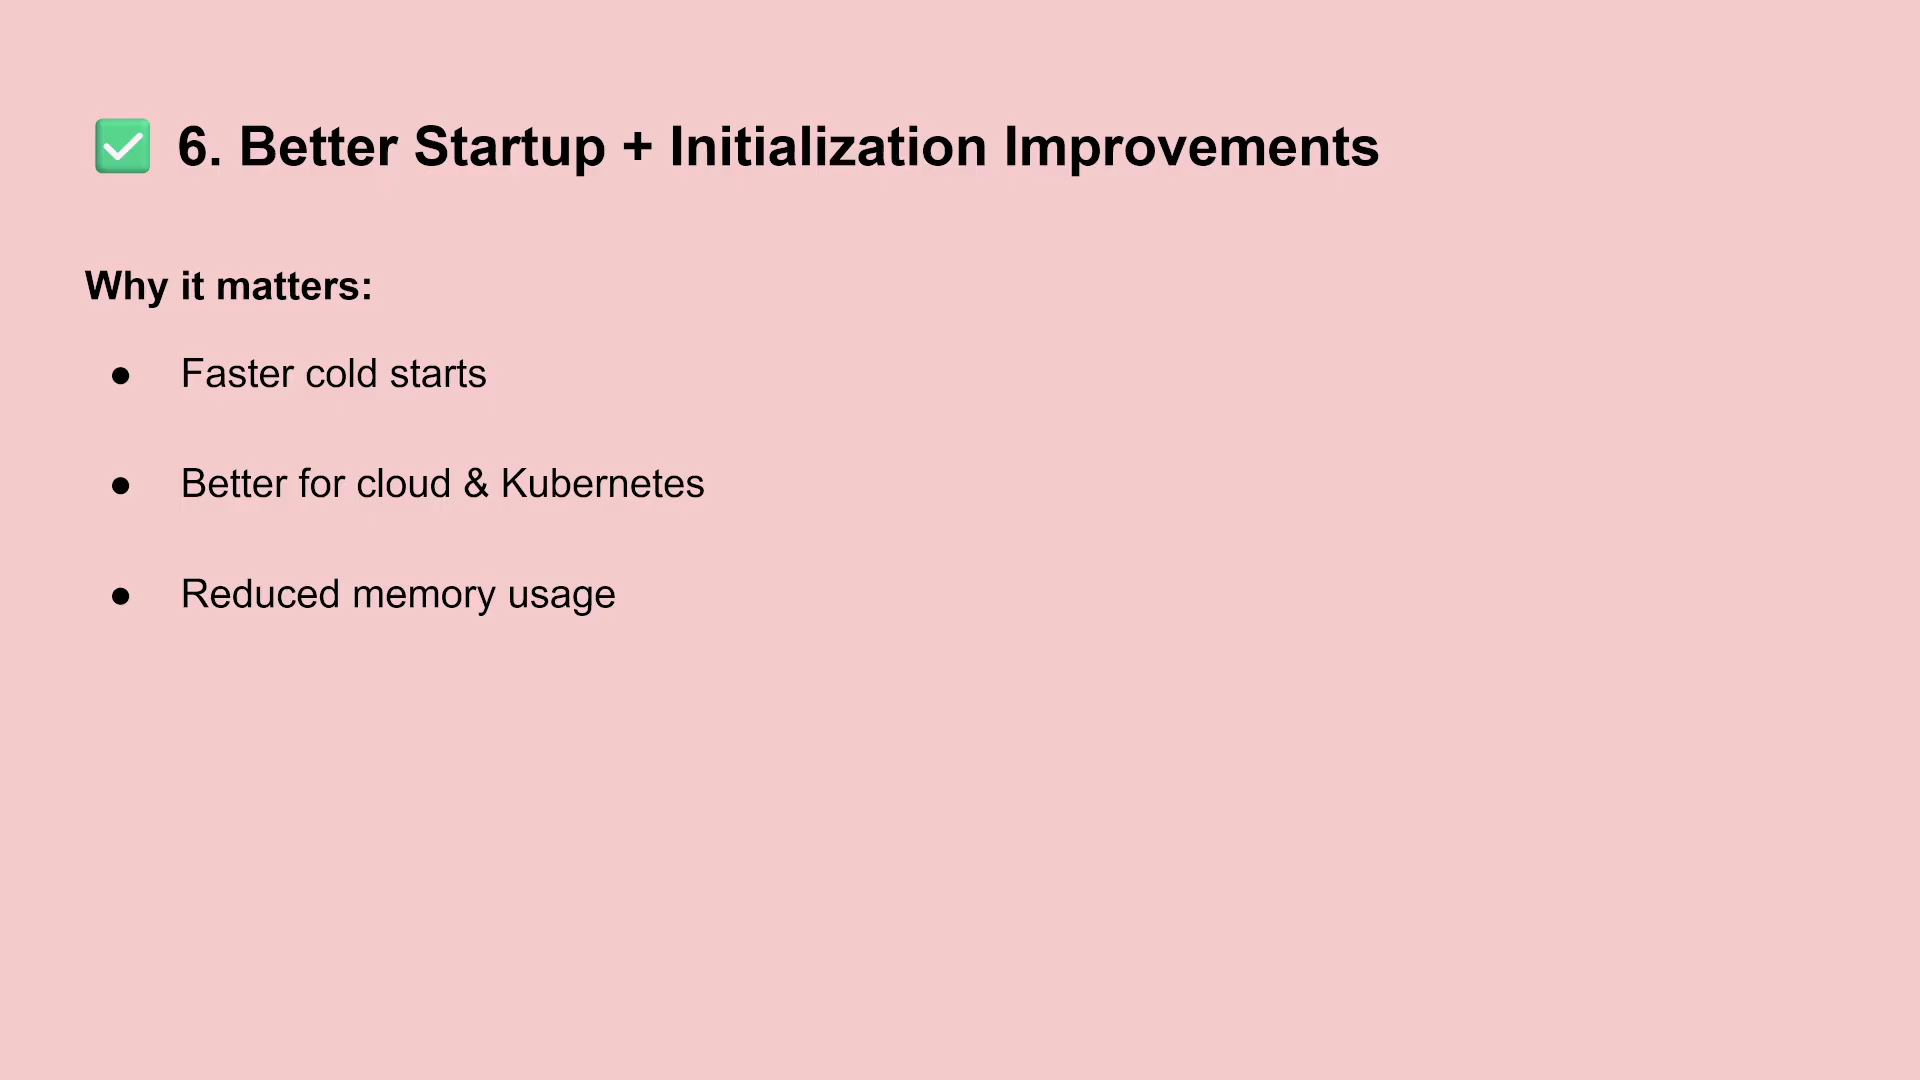 ✅ 6. Better Startup + Initialization Improvements
Why it matters:
● Faster cold starts
● Better for cloud & Kubernetes
● Reduced memory usage